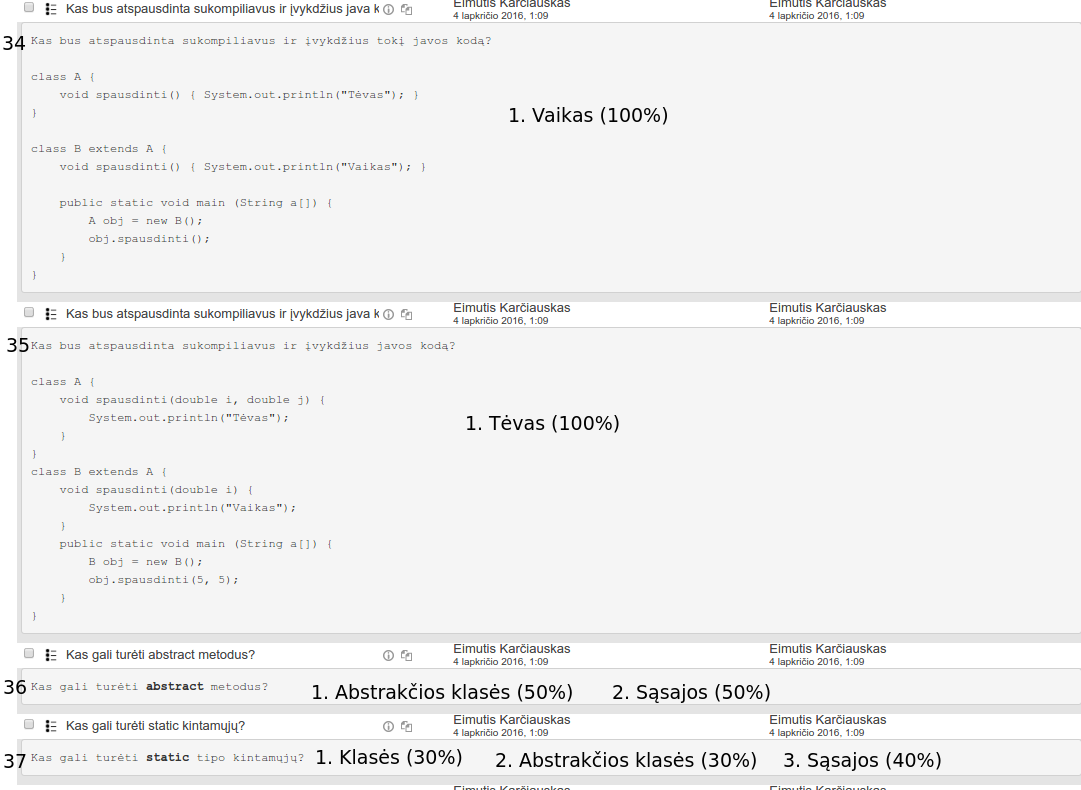 Kas bus atspausdinta sukompiliavus ir įvykdžius java k Eimutis Karčiauskas Eimutis Karčiauskas
4 lapkričio 2016, 1:09 4 lapkričio 2016, 1:09
34 Kas bus atspausdinta sukompiliavus ir įvykdžius tokį javos kodą?
class A {
void spausdinti() { System.out.println("Tėvas"); }
}
1. Vaikas (100%)
class B extends A {
void spausdinti() { System.out.println("Vaikas"); }
public static void main (String a[]) {
A obj = new B();
obj.spausdinti();
}
}
Kas bus atspausdinta sukompiliavus ir įvykdžius java k Eimutis Karčiauskas Eimutis Karčiauskas
4 lapkričio 2016, 1:09 4 lapkričio 2016, 1:09
35 Kas bus atspausdinta sukompiliavus ir įvykdžius javos kodą?
class A {
void spausdinti(double i, double j) {
System.out.println("Tėvas");
1. Tėvas (100%)
}
}
class B extends A {
void spausdinti(double i) {
System.out.println("Vaikas");
}
public static void main (String a[]) {
B obj = new B();
obj.spausdinti(5, 5);
}
}
Kas gali turėti abstract metodus? Eimutis Karčiauskas Eimutis Karčiauskas
4 lapkričio 2016, 1:09 4 lapkričio 2016, 1:09
36 Kas gali turėti abstract metodus? 1. Abstrakčios klasės (50%) 2. Sąsajos (50%)
Kas gali turėti static kintamųjų? Eimutis Karčiauskas Eimutis Karčiauskas
4 lapkričio 2016, 1:09 4 lapkričio 2016, 1:09
37 Kas gali turėti static tipo kintamųjų? 1. Klasės (30%) 2. Abstrakčios klasės (30%) 3. Sąsajos (40%)